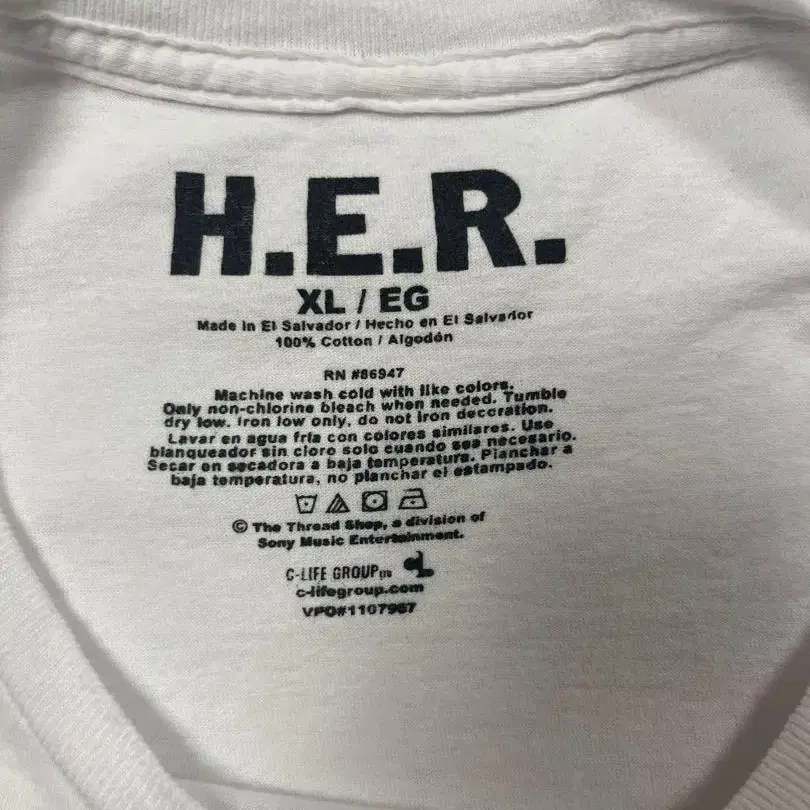 H.E.R.
XL / EG
Made in El Salvador / Hecho en El Salvador
100% Cotton / Algodón
RN #86947
Machine wash cold with like colors.
Only non-chlorine bleach when needed. Tumble
dry low. Iron low only, do not iron decoration.
Lavar en agua fria con colores similares. Use
blanqueador sin cloro solo cuando sea necesario.
Secar en secadora a baja temperatura. Planchar a
baja temperatura, no planchar el estampado.
© The Thread Shop, a division of
Sony Music Entertainment.
C-LIFE GROUP LTD
c-lifegroup.com
VPO#1107967